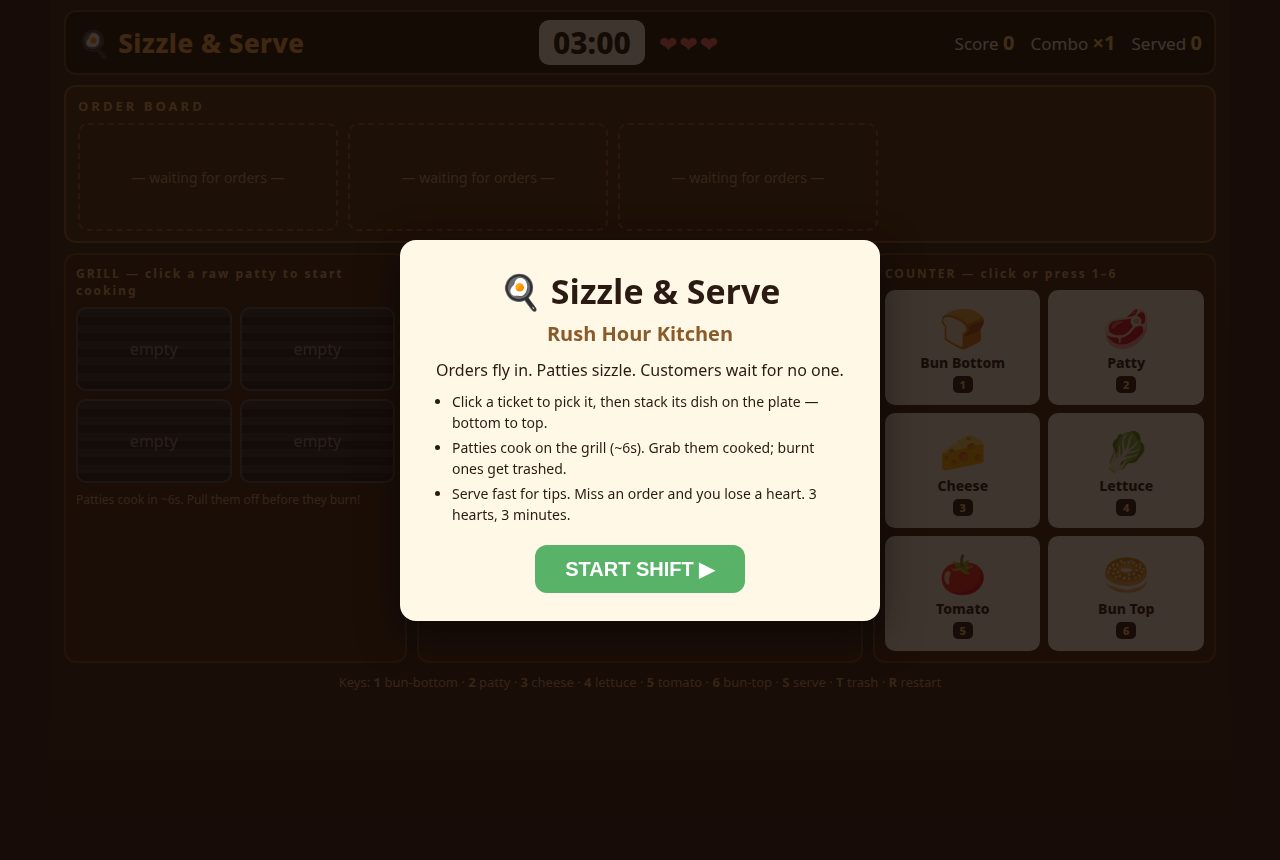 Sizzle & Serve
03:00
Score 0 Combo ×1 Served 0
ORDER BOARD
— waiting for orders —
— waiting for orders —
— waiting for orders —
GRILL — click a raw patty to start
cooking
empty
empty
empty
empty
Patties cook in ~6s. Pull them off before they burn!
Sizzle & Serve
Rush Hour Kitchen
Orders fly in. Patties sizzle. Customers wait for no one.
• Click a ticket to pick it, then stack its dish on the plate —
bottom to top.
• Patties cook on the grill (~6s). Grab them cooked; burnt
ones get trashed.
• Serve fast for tips. Miss an order and you lose a heart. 3
hearts, 3 minutes.
START SHIFT ▶
COUNTER — click or press 1–6
Bun Bottom
1
Patty
2
Cheese
3
Lettuce
4
Tomato
5
Bun Top
6
Keys: 1 bun-bottom · 2 patty · 3 cheese · 4 lettuce · 5 tomato · 6 bun-top · S serve · T trash · R restart